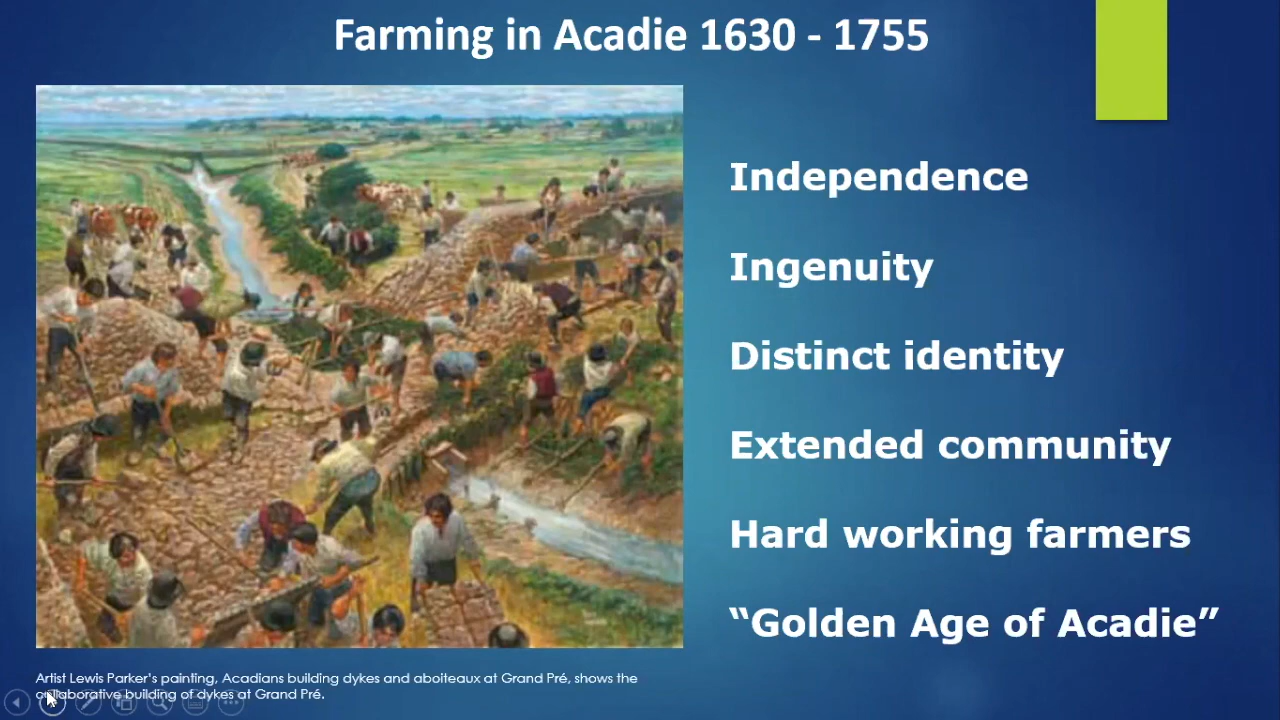 Farming in Acadie 1630 - 1755
Independence
Ingenuity
Distinct identity
Extended community
Hard working farmers
“Golden Age of Acadie”
Artist Lewis Parker's painting, Acadians building dykes and aboiteaux at Grand Pré, shows the
collaborative building of dykes at Grand Pré.